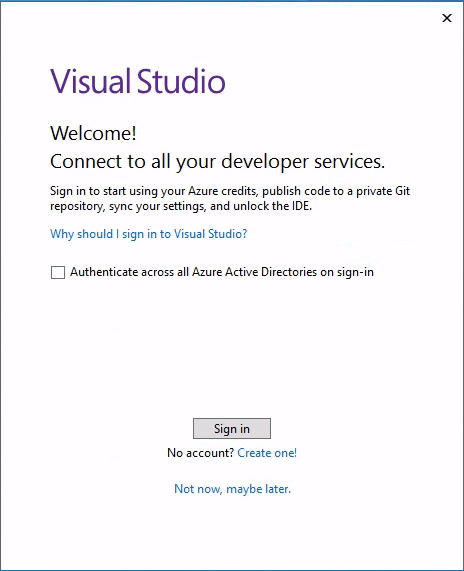 Visual Studio
Welcome!
Connect to all your developer services.
Sign in to start using your Azure credits, publish code to a private Git
repository, sync your settings, and unlock the IDE.
Why should I sign in to Visual Studio?
Authenticate across all Azure Active Directories on sign-in
Sign in
No account? Create one!
Not now, maybe later.